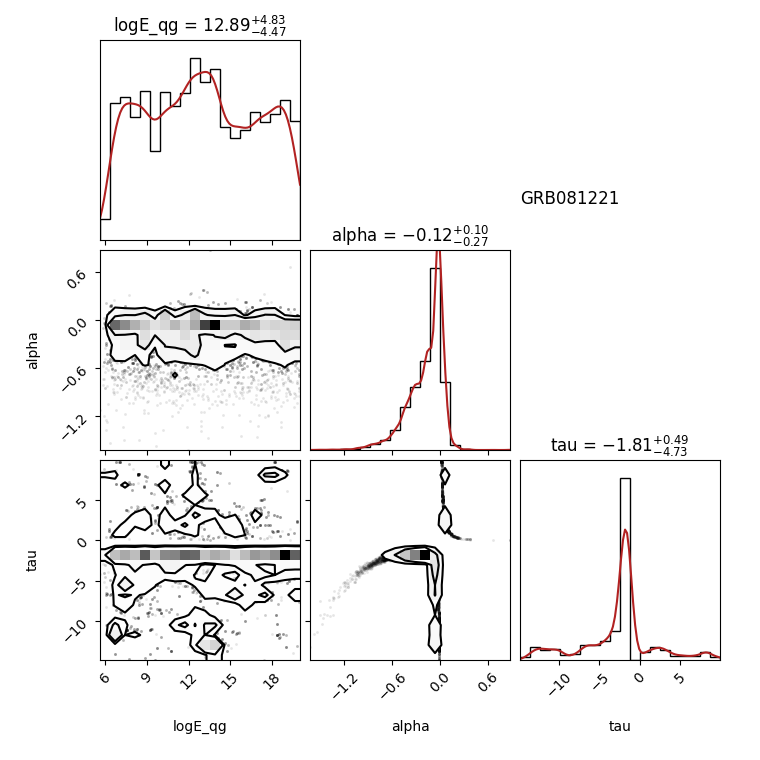 logE_qg = 12.89+4.83−4.47
GRB081221
alpha = −0.12+0.10−0.27
alpha
0.6
0.0
−0.6
−1.2
tau = −1.81+0.49−4.73
tau
5
0
−5
−10
6 9 12 15 18
−1.2 −0.6 0.0 0.6
−10 −5 0 5
logE_qg alpha tau